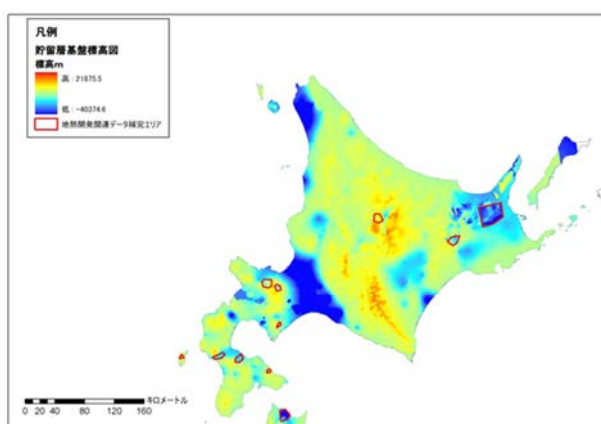 凡例
貯留層基盤標高図
標高m
高 : 21875.5
低 : -40374.6
地熱開発関連データ補完エリア
0 20 40 80 120 160
キロメートル